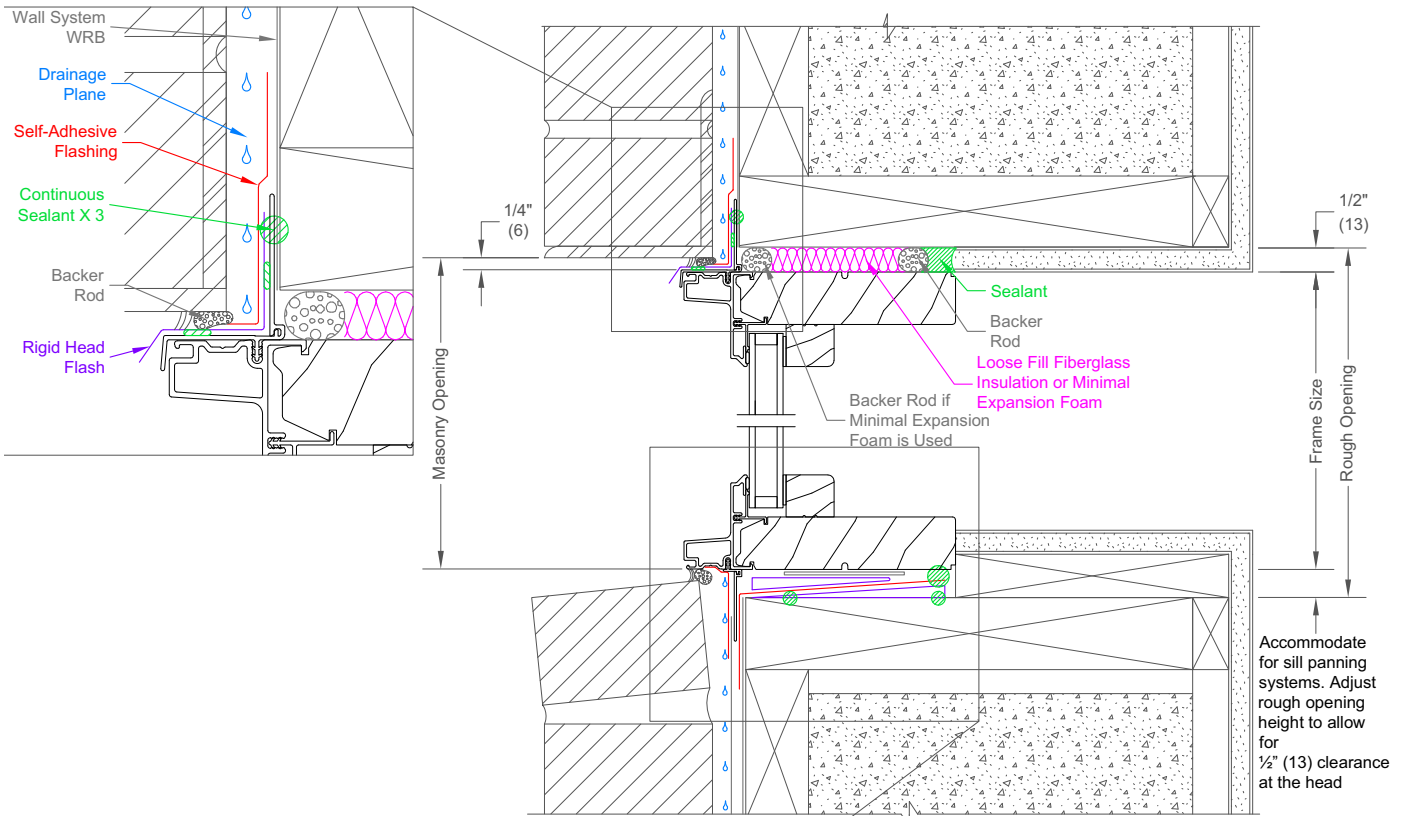 Wall System
WRB
Drainage
Plane
Self-Adhesive
Flashing
Continuous
Sealant X 3
Backer
Rod
Rigid Head
Flash
1/4"
(6)
Masonry Opening
1/2"
(13)
Sealant
Backer
Rod
Loose Fill Fiberglass
Insulation or Minimal
Expansion Foam
Backer Rod if
Minimal Expansion
Foam is Used
Frame Size
Rough Opening
Accommodate
for sill panning
systems. Adjust
rough opening
height to allow
for
½" (13) clearance
at the head